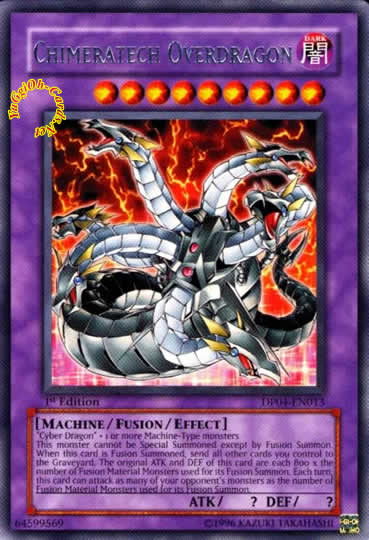 CHIMERATECH OVERDRAGON
DARK
闇
YuGiOh-Cards.Net
1st Edition
DP04-EN013
[MACHINE/FUSION/EFFECT]
"Cyber Dragon" + 1 or more Machine-Type monsters
This monster cannot be Special Summoned except by Fusion Summon.
When this card is Fusion Summoned, send all other cards you control
to the Graveyard. The original ATK and DEF of this card are each 800 x the
number of Fusion Material Monsters used for its Fusion Summon. Each turn,
this card can attack as many of your opponent's monsters as the number of
Fusion Material Monsters used for its Fusion Summon.
ATK/ ? DEF/ ?
64599569
©1996 KAZUKI TAKAHASHI